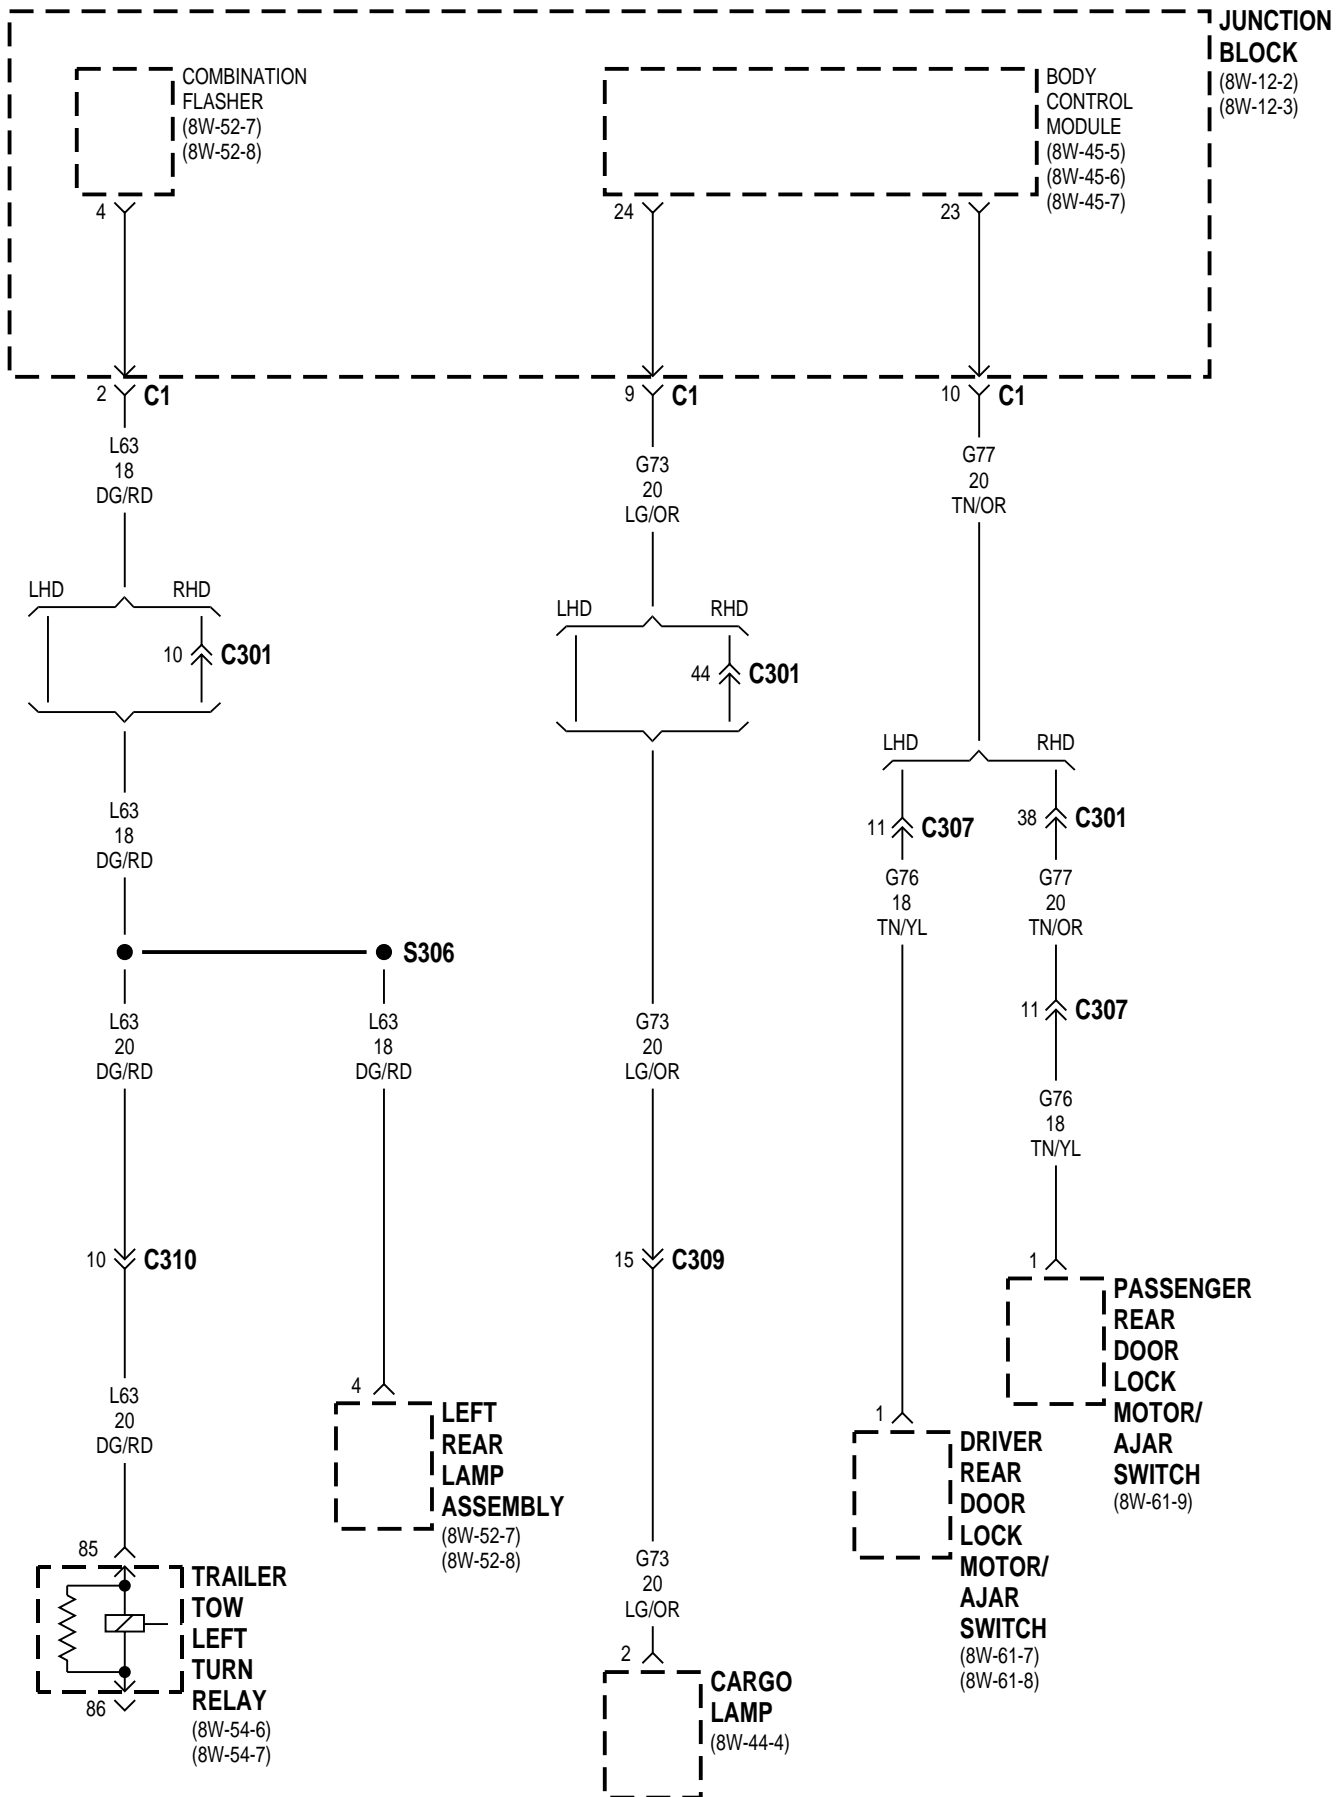 JUNCTION
BLOCK
(8W-12-2)
(8W-12-3)
COMBINATION
FLASHER
(8W-52-7)
(8W-52-8)
BODY
CONTROL
MODULE
(8W-45-5)
(8W-45-6)
(8W-45-7)
4
24
23
2 C1
9 C1
10 C1
L63
18
DG/RD
G73
20
LG/OR
G77
20
TN/OR
LHD RHD
10 C301
LHD RHD
44 C301
LHD RHD
11 C307
38 C301
L63
18
DG/RD
G76
18
TN/YL
G77
20
TN/OR
S306
11 C307
L63
20
DG/RD
L63
18
DG/RD
G73
20
LG/OR
G76
18
TN/YL
10 C310
15 C309
1
PASSENGER
REAR
DOOR
LOCK
MOTOR/
AJAR
SWITCH
(8W-61-9)
L63
20
DG/RD
4
LEFT
REAR
LAMP
ASSEMBLY
(8W-52-7)
(8W-52-8)
1
DRIVER
REAR
DOOR
LOCK
MOTOR/
AJAR
SWITCH
(8W-61-7)
(8W-61-8)
85
TRAILER
TOW
LEFT
TURN
RELAY
(8W-54-6)
(8W-54-7)
86
G73
20
LG/OR
2
CARGO
LAMP
(8W-44-4)